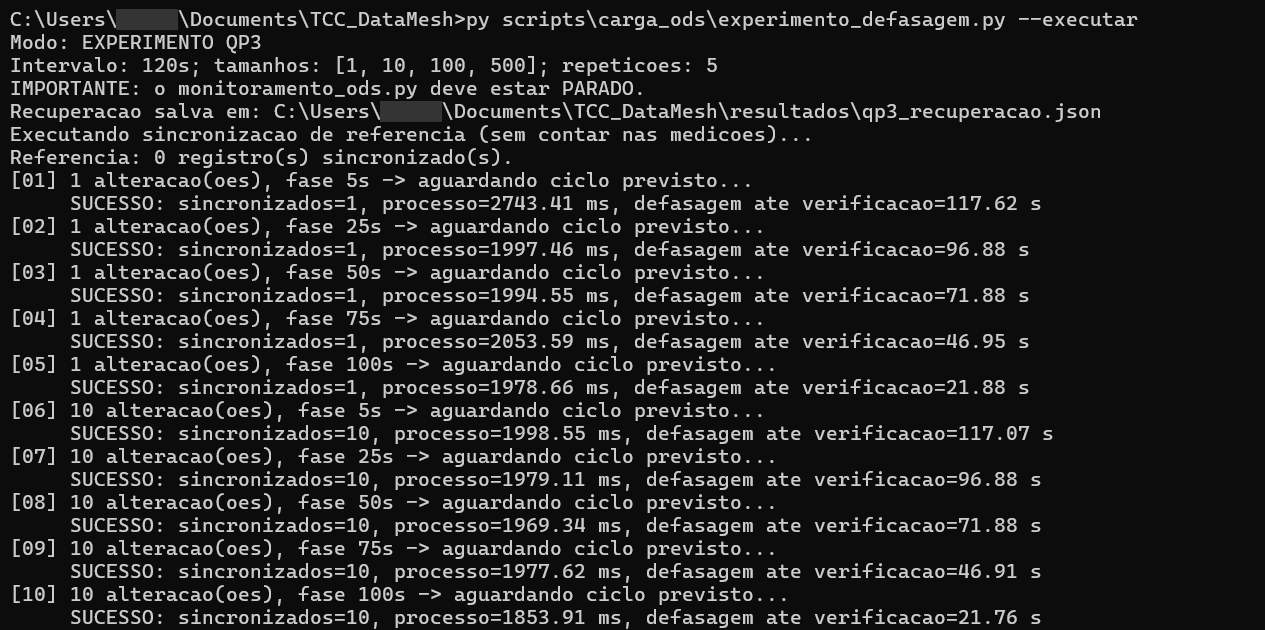 C:\Users\\Documents\TCC_DataMesh>py scripts\carga_ods\experimento_defasagem.py --executar
Modo: EXPERIMENTO QP3
Intervalo: 120s; tamanhos: [1, 10, 100, 500]; repeticoes: 5
IMPORTANTE: o monitoramento_ods.py deve estar PARADO.
Recuperacao salva em: C:\Users\\Documents\TCC_DataMesh\resultados\qp3_recuperacao.json
Executando sincronizacao de referencia (sem contar nas medicoes)...
Referencia: 0 registro(s) sincronizado(s).
[01] 1 alteracao(oes), fase 5s -> aguardando ciclo previsto...
SUCESSO: sincronizados=1, processo=2743.41 ms, defasagem ate verificacao=117.62 s
[02] 1 alteracao(oes), fase 25s -> aguardando ciclo previsto...
SUCESSO: sincronizados=1, processo=1997.46 ms, defasagem ate verificacao=96.88 s
[03] 1 alteracao(oes), fase 50s -> aguardando ciclo previsto...
SUCESSO: sincronizados=1, processo=1994.55 ms, defasagem ate verificacao=71.88 s
[04] 1 alteracao(oes), fase 75s -> aguardando ciclo previsto...
SUCESSO: sincronizados=1, processo=2053.59 ms, defasagem ate verificacao=46.95 s
[05] 1 alteracao(oes), fase 100s -> aguardando ciclo previsto...
SUCESSO: sincronizados=1, processo=1978.66 ms, defasagem ate verificacao=21.88 s
[06] 10 alteracao(oes), fase 5s -> aguardando ciclo previsto...
SUCESSO: sincronizados=10, processo=1998.55 ms, defasagem ate verificacao=117.07 s
[07] 10 alteracao(oes), fase 25s -> aguardando ciclo previsto...
SUCESSO: sincronizados=10, processo=1979.11 ms, defasagem ate verificacao=96.88 s
[08] 10 alteracao(oes), fase 50s -> aguardando ciclo previsto...
SUCESSO: sincronizados=10, processo=1969.34 ms, defasagem ate verificacao=71.88 s
[09] 10 alteracao(oes), fase 75s -> aguardando ciclo previsto...
SUCESSO: sincronizados=10, processo=1977.62 ms, defasagem ate verificacao=46.91 s
[10] 10 alteracao(oes), fase 100s -> aguardando ciclo previsto...
SUCESSO: sincronizados=10, processo=1853.91 ms, defasagem ate verificacao=21.76 s